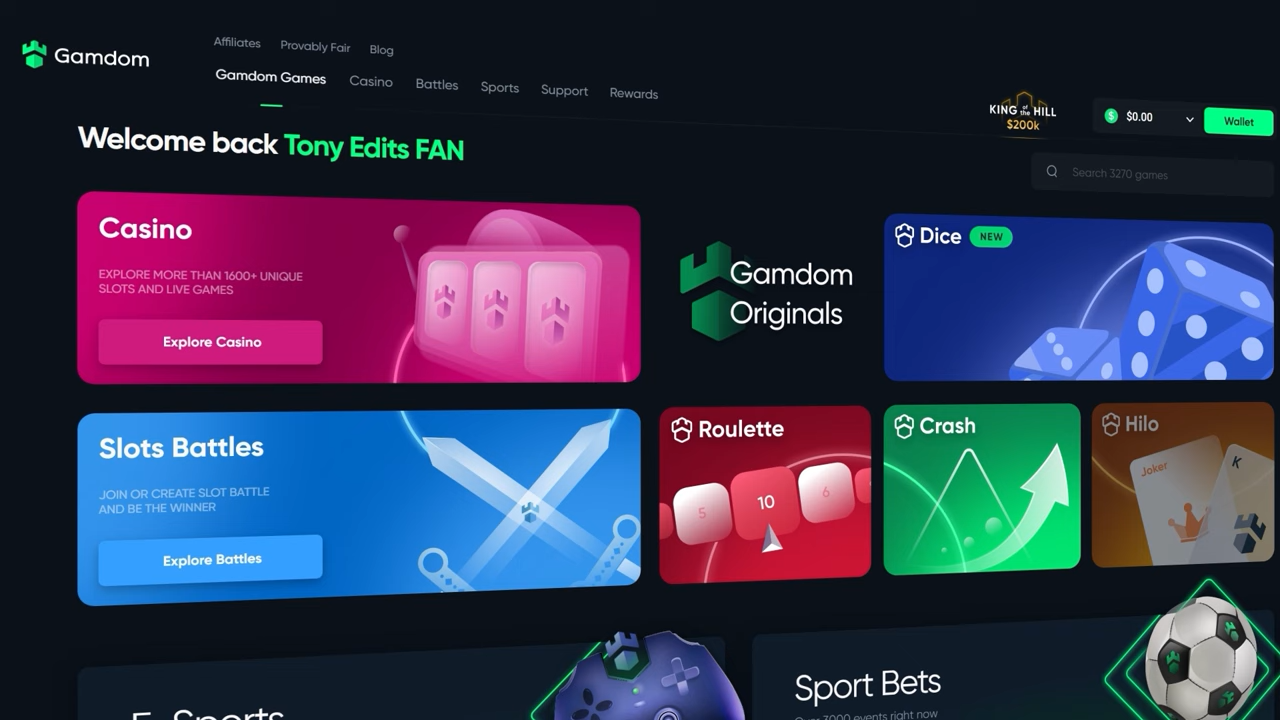 Gamdom
Affiliates
Provably Fair
Blog
Gamdom Games
Casino
Battles
Sports
Support
Rewards
KING of the HILL
$200k
$
$0.00
Wallet
Welcome back Tony Edits FAN
Search 3270 games
Casino
EXPLORE MORE THAN 1600+ UNIQUE
SLOTS AND LIVE GAMES
Explore Casino
Gamdom
Originals
Dice
NEW
Slots Battles
JOIN OR CREATE SLOT BATTLE
AND BE THE WINNER
Explore Battles
Roulette
5
10
6
Crash
Hilo
Joker
K
E-Sports
Sport Bets
Over 3000 events right now